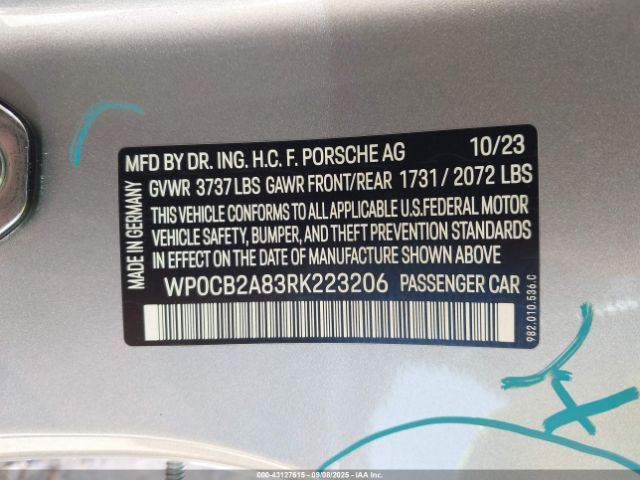 MFD BY DR. ING. H.C. F. PORSCHE AG 10/23
GVWR 3737 LBS GAWR FRONT/REAR 1731 / 2072 LBS
THIS VEHICLE CONFORMS TO ALL APPLICABLE U.S.FEDERAL MOTOR
VEHICLE SAFETY, BUMPER, AND THEFT PREVENTION STANDARDS
IN EFFECT ON THE DATE OF MANUFACTURE SHOWN ABOVE
WP0CB2A83RK223206 PASSENGER CAR
MADE IN GERMANY
982.010.536.C
000-43127615 - 09/08/2025 - IAAI.COM